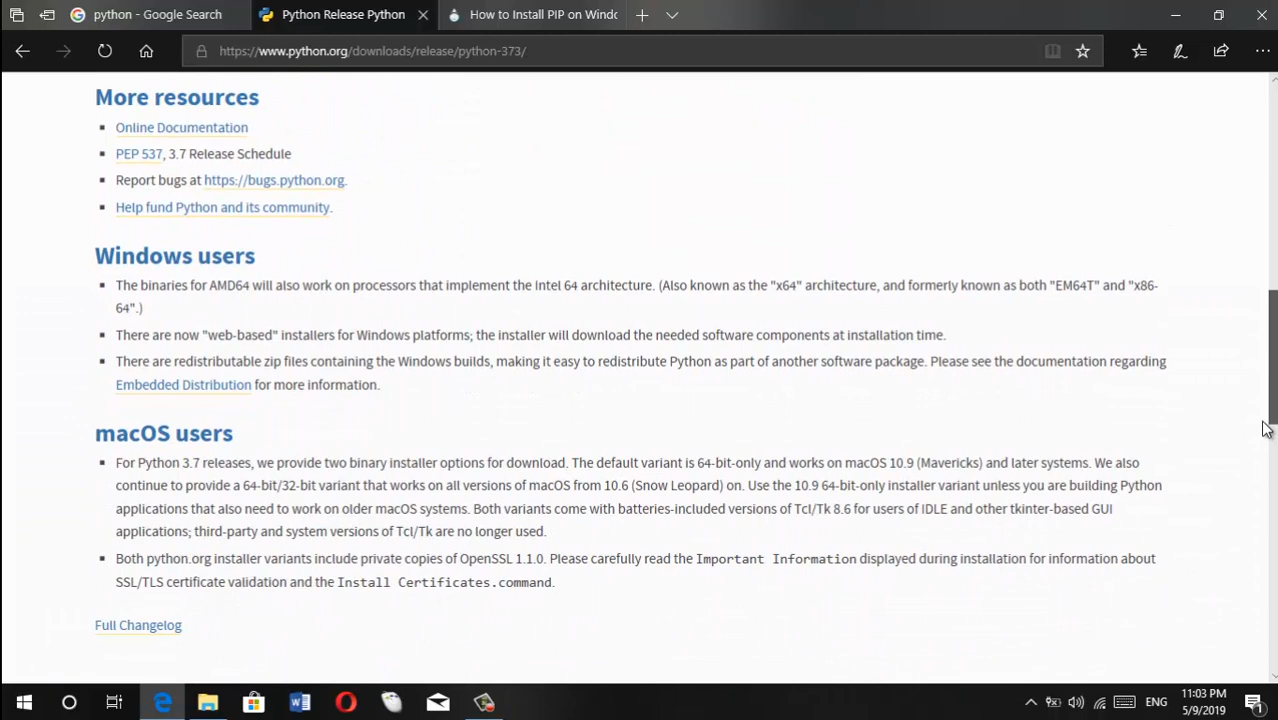 python - Google Search
Python Release Python
How to Install PIP on Windo
https://www.python.org/downloads/release/python-373/
More resources
Online Documentation
PEP 537, 3.7 Release Schedule
Report bugs at https://bugs.python.org.
Help fund Python and its community.
Windows users
The binaries for AMD64 will also work on processors that implement the Intel 64 architecture. (Also known as the "x64" architecture, and formerly known as both "EM64T" and "x86-
64".)
There are now "web-based" installers for Windows platforms; the installer will download the needed software components at installation time.
There are redistributable zip files containing the Windows builds, making it easy to redistribute Python as part of another software package. Please see the documentation regarding
Embedded Distribution for more information.
macOS users
For Python 3.7 releases, we provide two binary installer options for download. The default variant is 64-bit-only and works on macOS 10.9 (Mavericks) and later systems. We also
continue to provide a 64-bit/32-bit variant that works on all versions of macOS from 10.6 (Snow Leopard) on. Use the 10.9 64-bit-only installer variant unless you are building Python
applications that also need to work on older macOS systems. Both variants come with batteries-included versions of Tcl/Tk 8.6 for users of IDLE and other tkinter-based GUI
applications; third-party and system versions of Tcl/Tk are no longer used.
Both python.org installer variants include private copies of OpenSSL 1.1.0. Please carefully read the Important Information displayed during installation for information about
SSL/TLS certificate validation and the Install Certificates.command.
Full Changelog
ENG
11:03 PM
5/9/2019
1